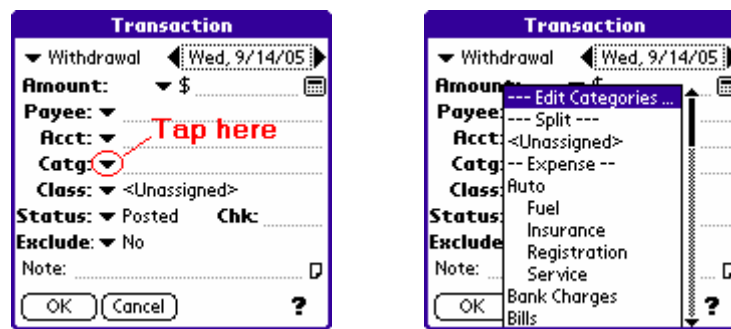 Transaction
Withdrawal Wed, 9/14/05
Amount: $
Payee:
Acct:
Tap here
Catg:
Class: <Unassigned>
Status: Posted Chk:
Exclude: No
Note:
OK Cancel ?
Transaction
Withdrawal Wed, 9/14/05
--- Edit Categories ...
--- Split ---
<Unassigned>
-- Expense --
Auto
Fuel
Insurance
Registration
Service
Bank Charges
Bills
Payee
Acct
Catg
Class
Status
Exclude
Note:
OK ?